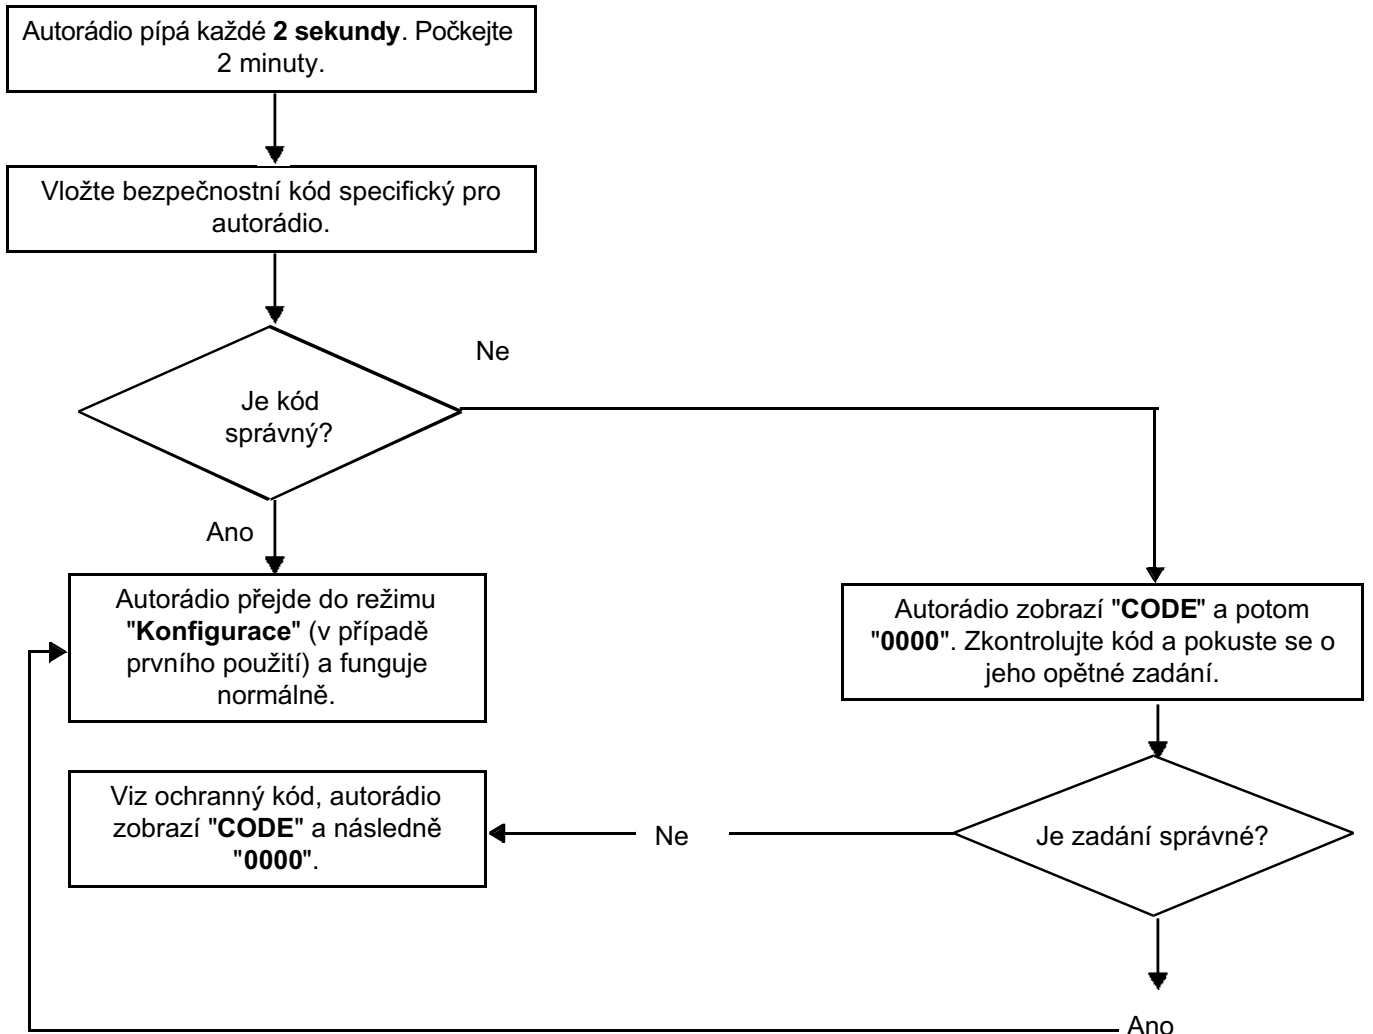 Autorádio pípá každé 2 sekundy. Počkejte
2 minuty.
Vložte bezpečnostní kód specifický pro
autorádio.
Ne
Je kód
správný?
Ano
Autorádio přejde do režimu
"Konfigurace" (v případě
prvního použití) a funguje
normálně.
Autorádio zobrazí "CODE" a potom
"0000". Zkontrolujte kód a pokuste se o
jeho opětné zadání.
Viz ochranný kód, autorádio
zobrazí "CODE" a následně
"0000".
Ne
Je zadání správné?
Ano